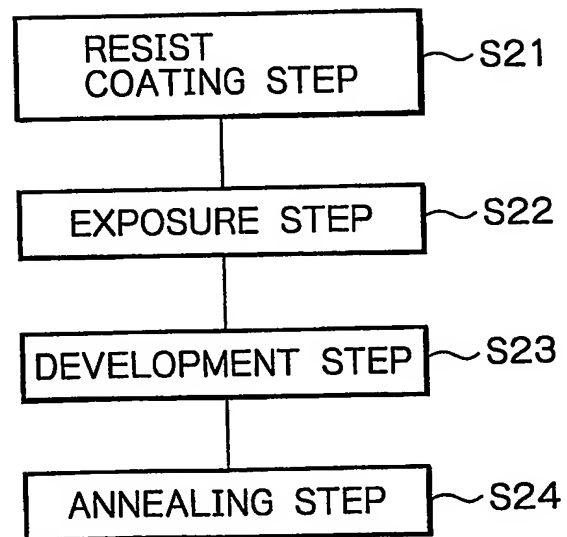 RESIST
COATING STEP
S21
EXPOSURE STEP
S22
DEVELOPMENT STEP
S23
ANNEALING STEP
S24